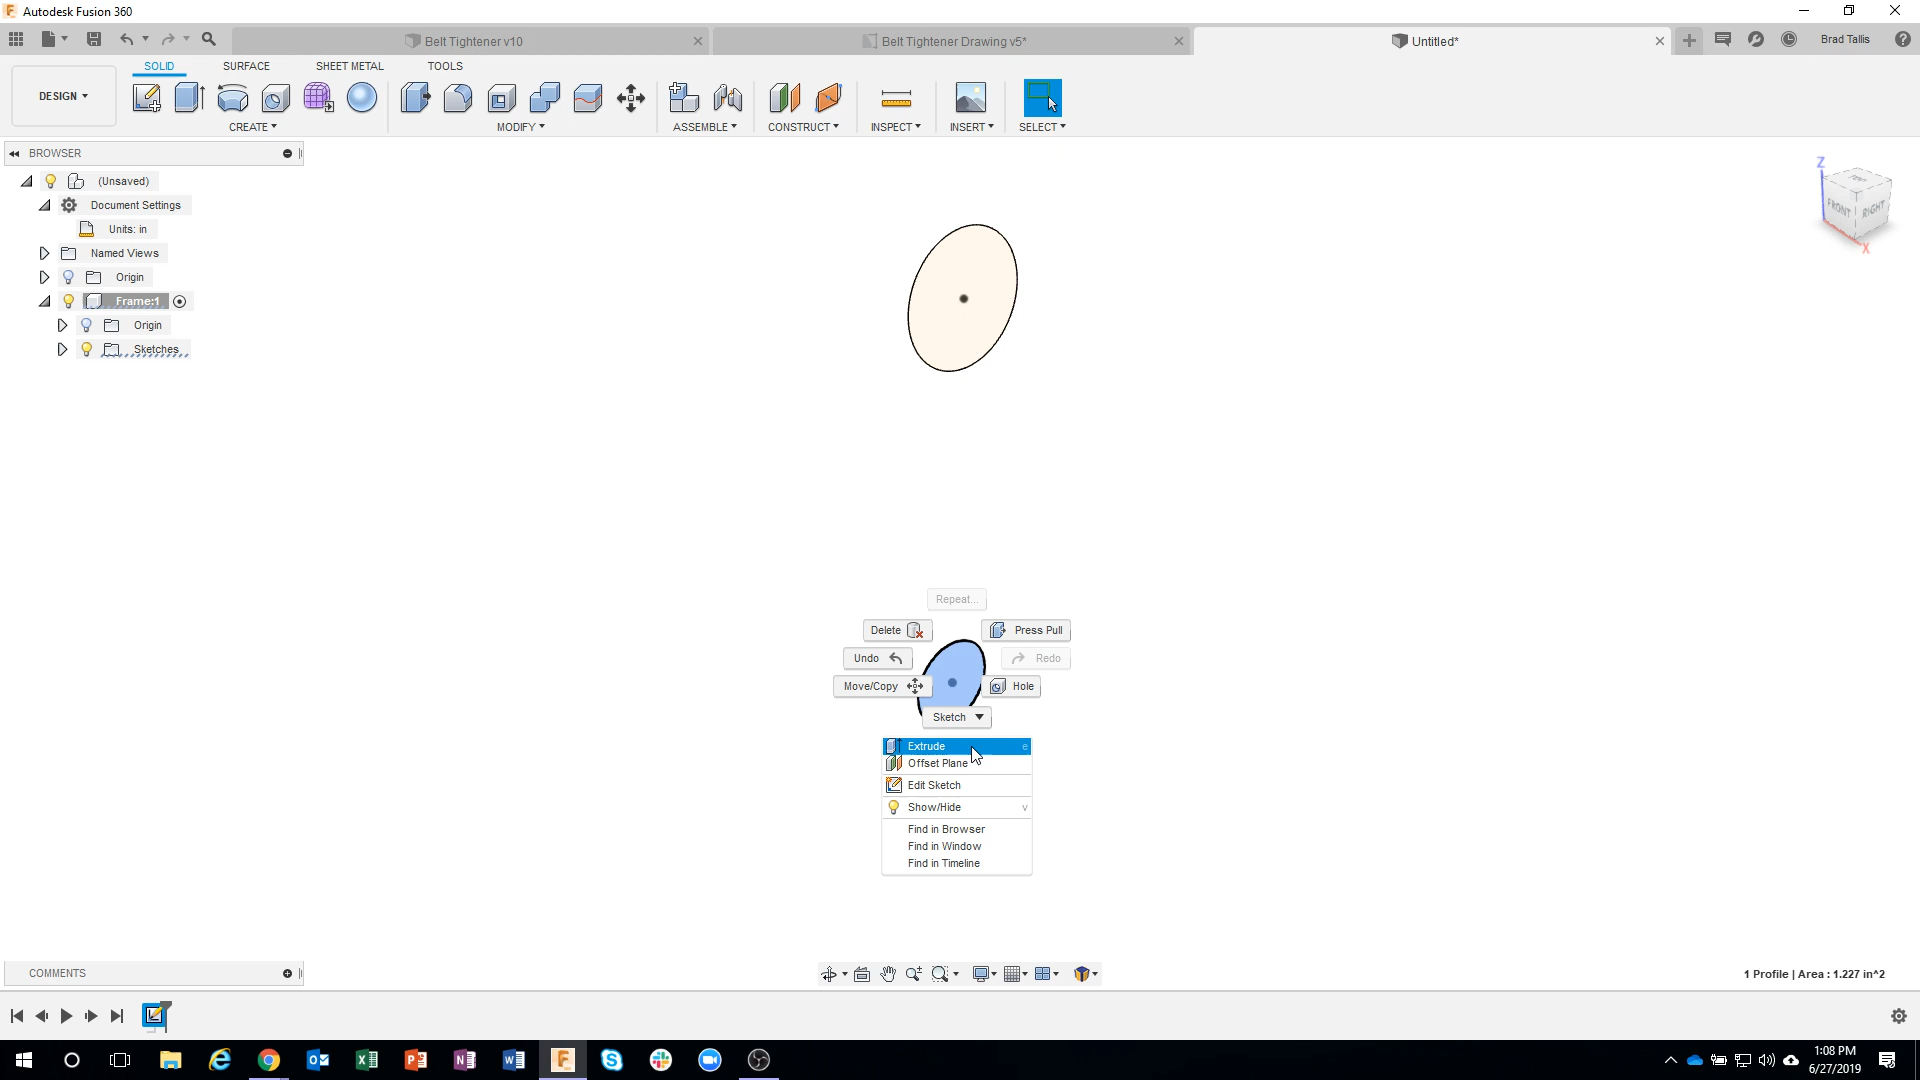 Autodesk Fusion 360
Belt Tightener v10
Belt Tightener Drawing v5*
Untitled*
Brad Tallis
SOLID
SURFACE
SHEET METAL
TOOLS
DESIGN
CREATE
MODIFY
ASSEMBLE
CONSTRUCT
INSPECT
INSERT
SELECT
BROWSER
(Unsaved)
Document Settings
Units: in
Named Views
Origin
Frame:1
Origin
Sketches
Z
TOP
FRONT
RIGHT
X
Repeat...
Delete
Press Pull
Undo
Redo
Move/Copy
Hole
Sketch
Extrude e
Offset Plane
Edit Sketch
Show/Hide v
Find in Browser
Find in Window
Find in Timeline
COMMENTS
1 Profile | Area : 1.227 in^2
1:08 PM
6/27/2019